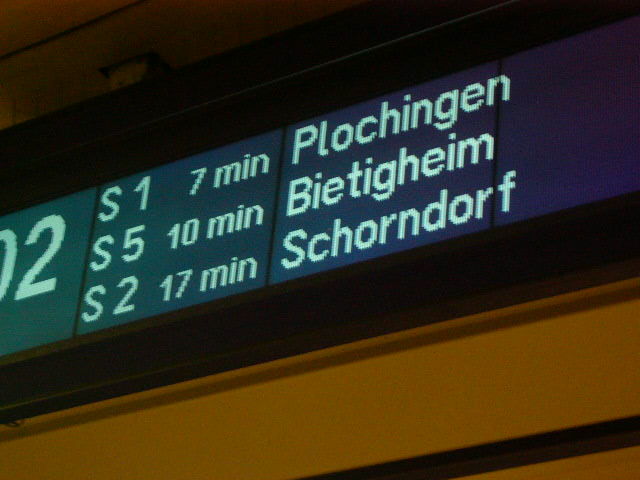 02
S 1 7 min Plochingen
S 5 10 min Bietigheim
S 2 17 min Schorndorf